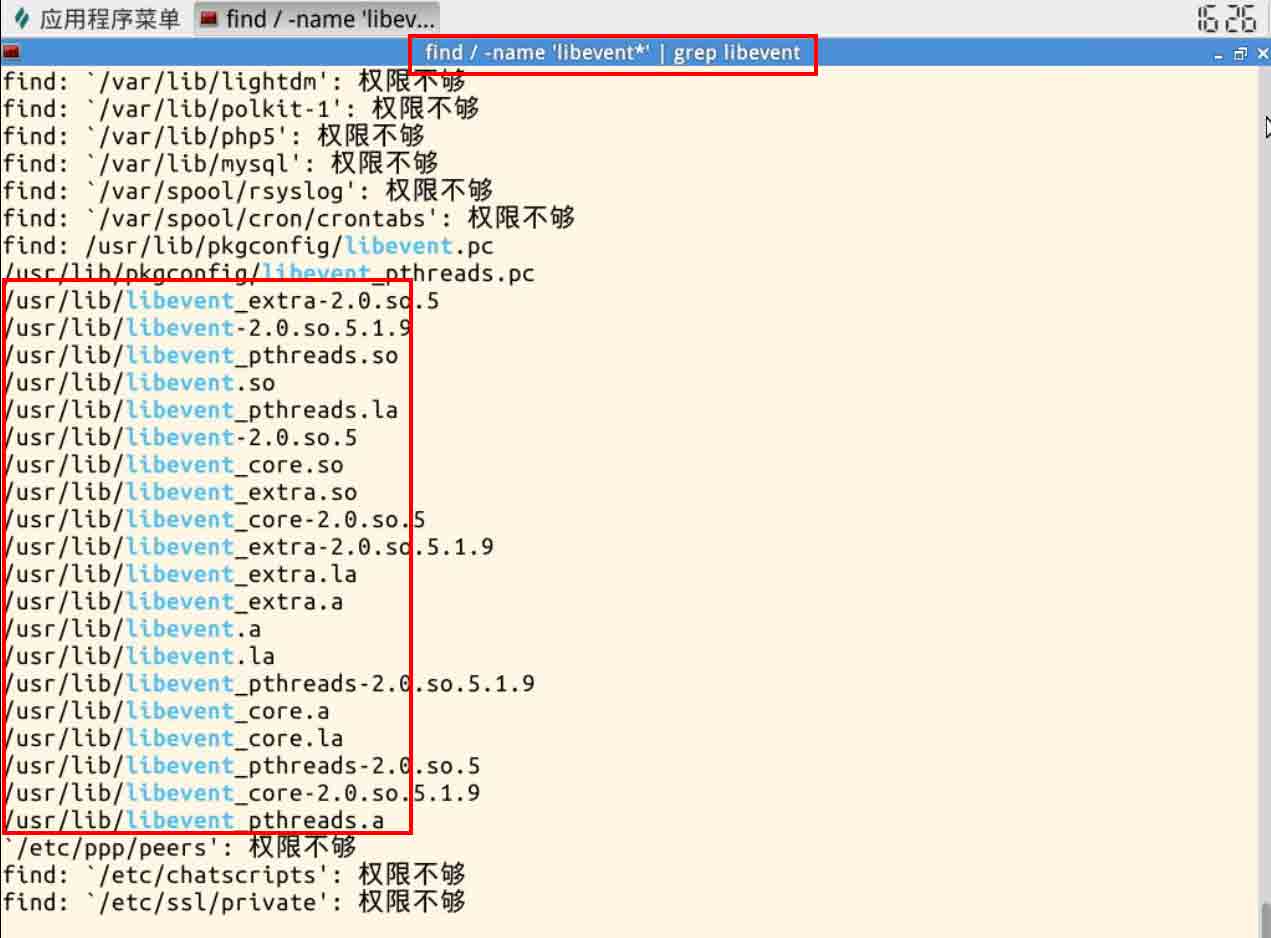 应用程序菜单 find / -name 'libev... 16 26
find / -name 'libevent*' | grep libevent
find: `/var/lib/lightdm': 权限不够
find: `/var/lib/polkit-1': 权限不够
find: `/var/lib/php5': 权限不够
find: `/var/lib/mysql': 权限不够
find: `/var/spool/rsyslog': 权限不够
find: `/var/spool/cron/crontabs': 权限不够
find: /usr/lib/pkgconfig/libevent.pc
/usr/lib/pkgconfig/libevent_pthreads.pc
/usr/lib/libevent_extra-2.0.so.5
/usr/lib/libevent-2.0.so.5.1.9
/usr/lib/libevent_pthreads.so
/usr/lib/libevent.so
/usr/lib/libevent_pthreads.la
/usr/lib/libevent-2.0.so.5
/usr/lib/libevent_core.so
/usr/lib/libevent_extra.so
/usr/lib/libevent_core-2.0.so.5
/usr/lib/libevent_extra-2.0.so.5.1.9
/usr/lib/libevent_extra.la
/usr/lib/libevent_extra.a
/usr/lib/libevent.a
/usr/lib/libevent.la
/usr/lib/libevent_pthreads-2.0.so.5.1.9
/usr/lib/libevent_core.a
/usr/lib/libevent_core.la
/usr/lib/libevent_pthreads-2.0.so.5
/usr/lib/libevent_core-2.0.so.5.1.9
/usr/lib/libevent_pthreads.a
`/etc/ppp/peers': 权限不够
find: `/etc/chatscripts': 权限不够
find: `/etc/ssl/private': 权限不够